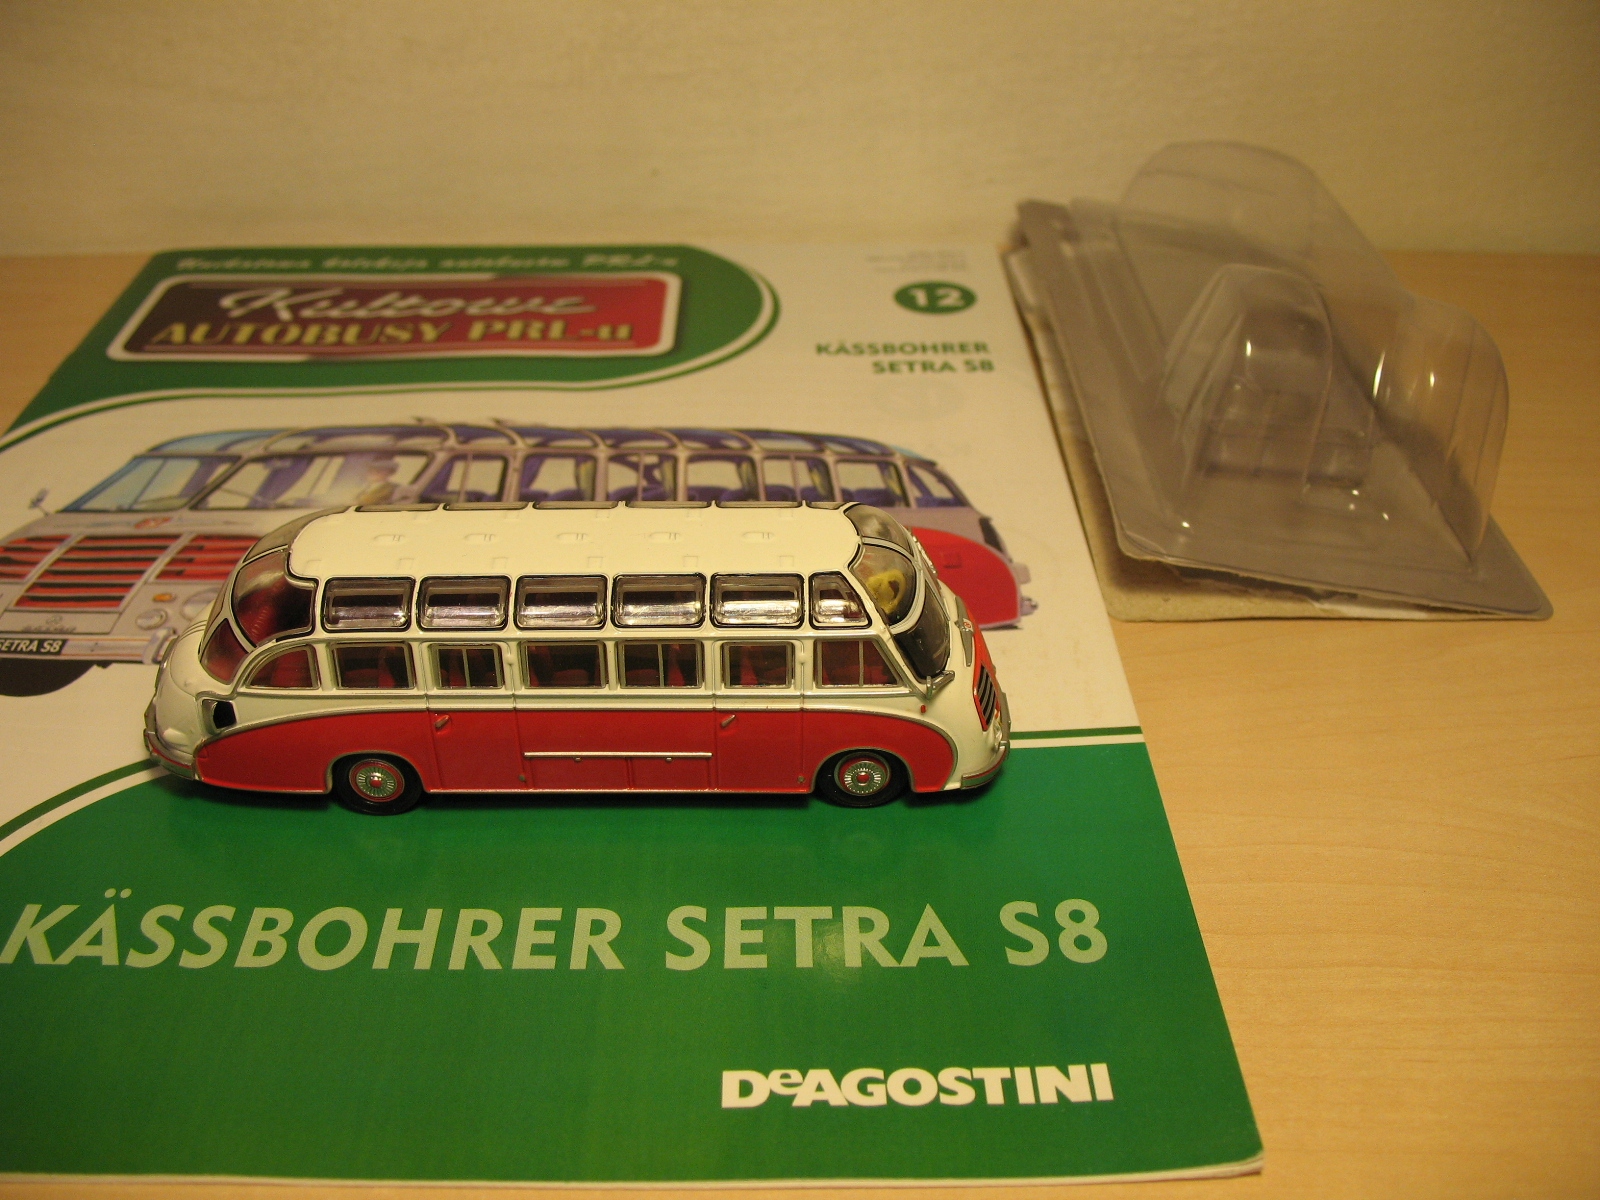 Kultowe
AUTOBUSY PRL-u
12
KÄSSBOHRER
SETRA S8
SETRA S8
KÄSSBOHRER SETRA S8
DeAGOSTINI